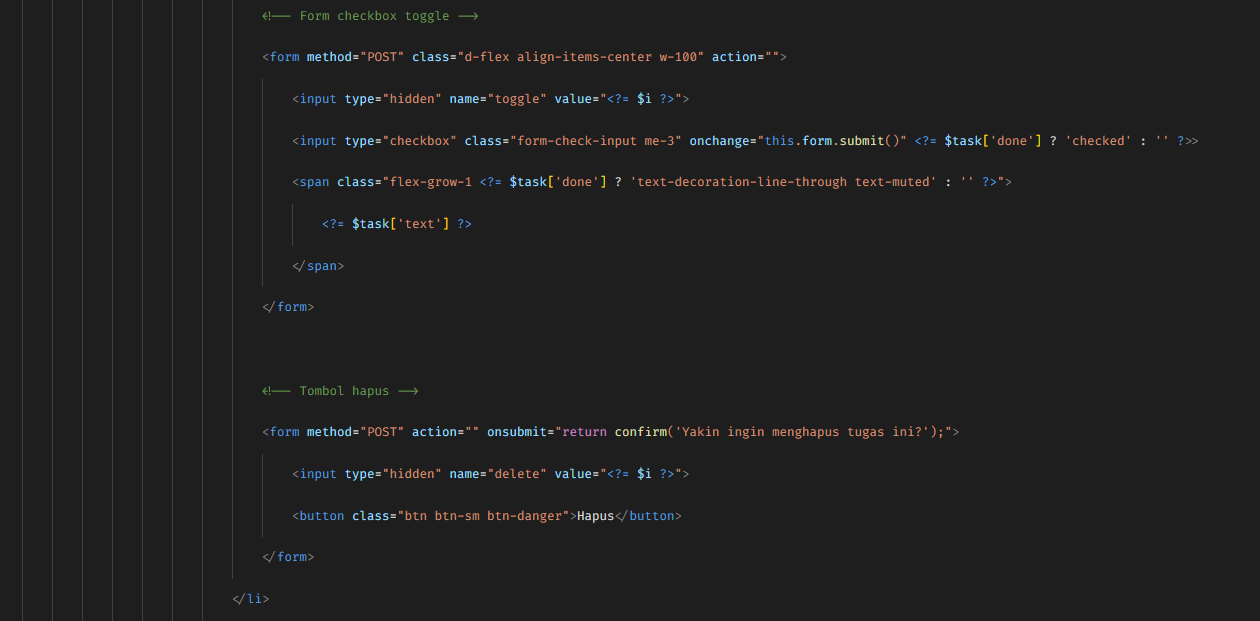 <!-- Form checkbox toggle -->
<form method="POST" class="d-flex align-items-center w-100" action="">
<input type="hidden" name="toggle" value="<?= $i ?>">
<input type="checkbox" class="form-check-input me-3" onchange="this.form.submit()" <?= $task['done'] ? 'checked' : '' ?>>
<span class="flex-grow-1 <?= $task['done'] ? 'text-decoration-line-through text-muted' : '' ?>">
<?= $task['text'] ?>
</span>
</form>
<!-- Tombol hapus -->
<form method="POST" action="" onsubmit="return confirm('Yakin ingin menghapus tugas ini?');">
<input type="hidden" name="delete" value="<?= $i ?>">
<button class="btn btn-sm btn-danger">Hapus</button>
</form>
</li>